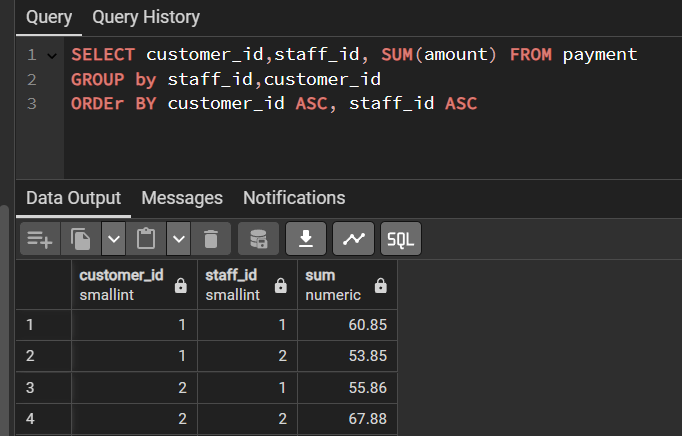 Query Query History
1 SELECT customer_id,staff_id, SUM(amount) FROM payment
2 GROUP by staff_id,customer_id
3 ORDEr BY customer_id ASC, staff_id ASC
Data Output Messages Notifications
SQL
customer_id staff_id sum
smallint smallint numeric
1 1 1 60.85
2 1 2 53.85
3 2 1 55.86
4 2 2 67.88